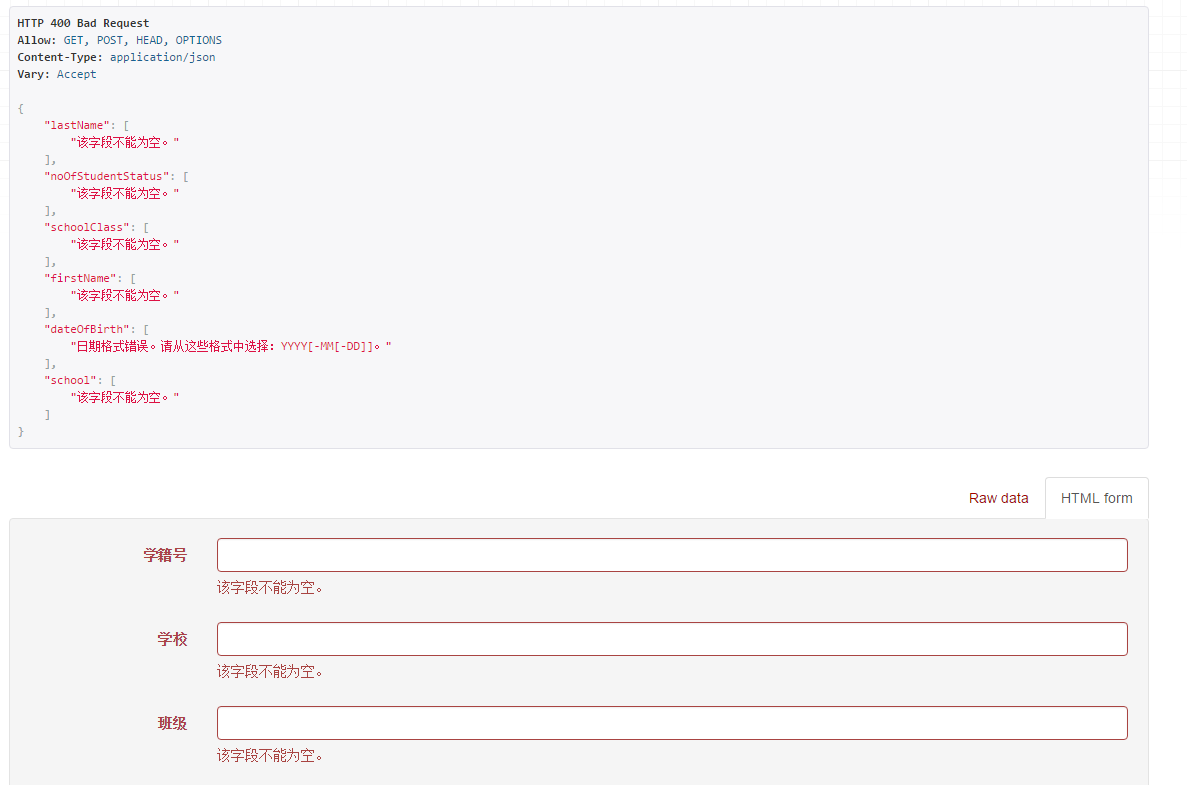 HTTP 400 Bad Request
Allow: GET, POST, HEAD, OPTIONS
Content-Type: application/json
Vary: Accept
{
"lastName": [
"该字段不能为空。"
],
"noOfStudentStatus": [
"该字段不能为空。"
],
"schoolClass": [
"该字段不能为空。"
],
"firstName": [
"该字段不能为空。"
],
"dateOfBirth": [
"日期格式错误。请从这些格式中选择：YYYY[-MM[-DD]]。"
],
"school": [
"该字段不能为空。"
]
}
Raw data
HTML form
学籍号
该字段不能为空。
学校
该字段不能为空。
班级
该字段不能为空。